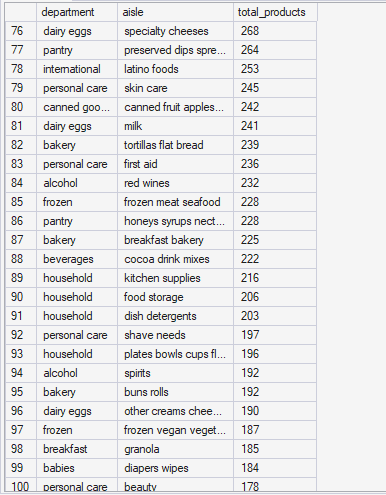 department aisle total_products
76 dairy eggs specialty cheeses 268
77 pantry preserved dips spre... 264
78 international latino foods 253
79 personal care skin care 245
80 canned goo... canned fruit apples... 242
81 dairy eggs milk 241
82 bakery tortillas flat bread 239
83 personal care first aid 236
84 alcohol red wines 232
85 frozen frozen meat seafood 228
86 pantry honeys syrups nect... 228
87 bakery breakfast bakery 225
88 beverages cocoa drink mixes 222
89 household kitchen supplies 216
90 household food storage 206
91 household dish detergents 203
92 personal care shave needs 197
93 household plates bowls cups fl... 196
94 alcohol spirits 192
95 bakery buns rolls 192
96 dairy eggs other creams chee... 190
97 frozen frozen vegan veget... 187
98 breakfast granola 185
99 babies diapers wipes 184
100 personal care beauty 178